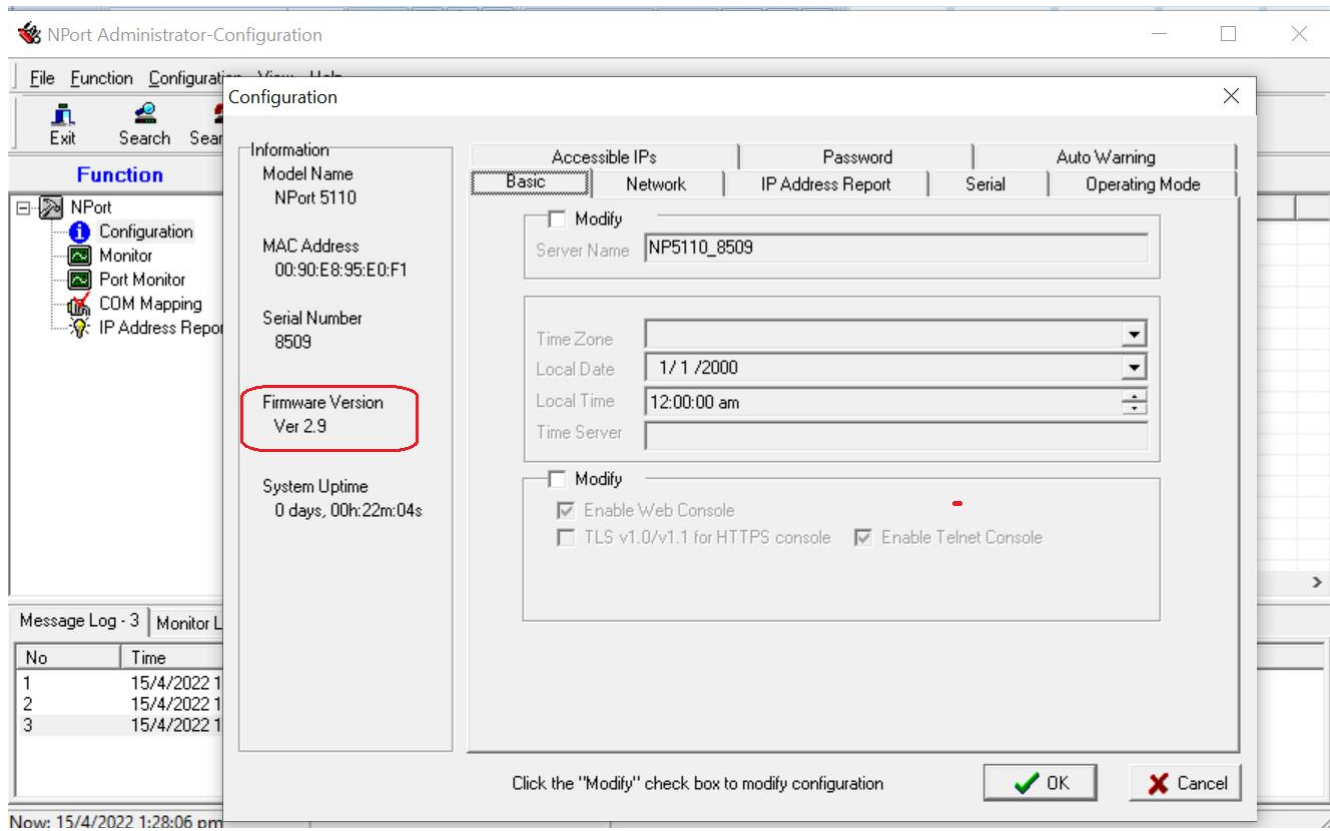 NPort Administrator-Configuration
File Function Configurati
Exit Search Sear
Function
NPort
Configuration
Monitor
Port Monitor
COM Mapping
IP Address Repor
Message Log - 3 Monitor L
No Time
1 15/4/2022 1
2 15/4/2022 1
3 15/4/2022 1
Now: 15/4/2022 1:28:06 pm
Configuration
Information
Model Name
NPort 5110
MAC Address
00:90:E8:95:E0:F1
Serial Number
8509
Firmware Version
Ver 2.9
System Uptime
0 days, 00h:22m:04s
Accessible IPs Password Auto Warning
Basic Network IP Address Report Serial Operating Mode
Modify
Server Name NP5110_8509
Time Zone
Local Date 1/ 1 /2000
Local Time 12:00:00 am
Time Server
Modify
Enable Web Console
TLS v1.0/v1.1 for HTTPS console Enable Telnet Console
Click the "Modify" check box to modify configuration
OK Cancel